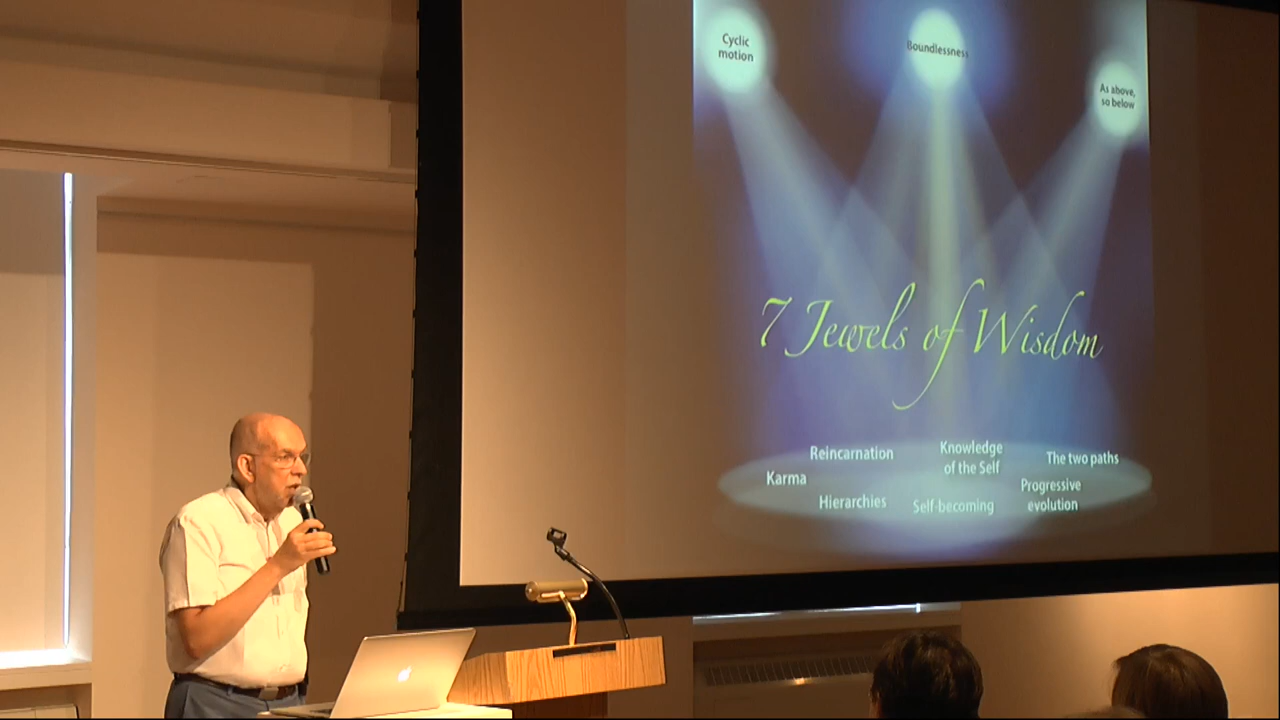 Cyclic
motion
Boundlessness
As above,
so below
7 Jewels of Wisdom
Reincarnation
Knowledge
of the Self
The two paths
Karma
Hierarchies
Self-becoming
Progressive
evolution